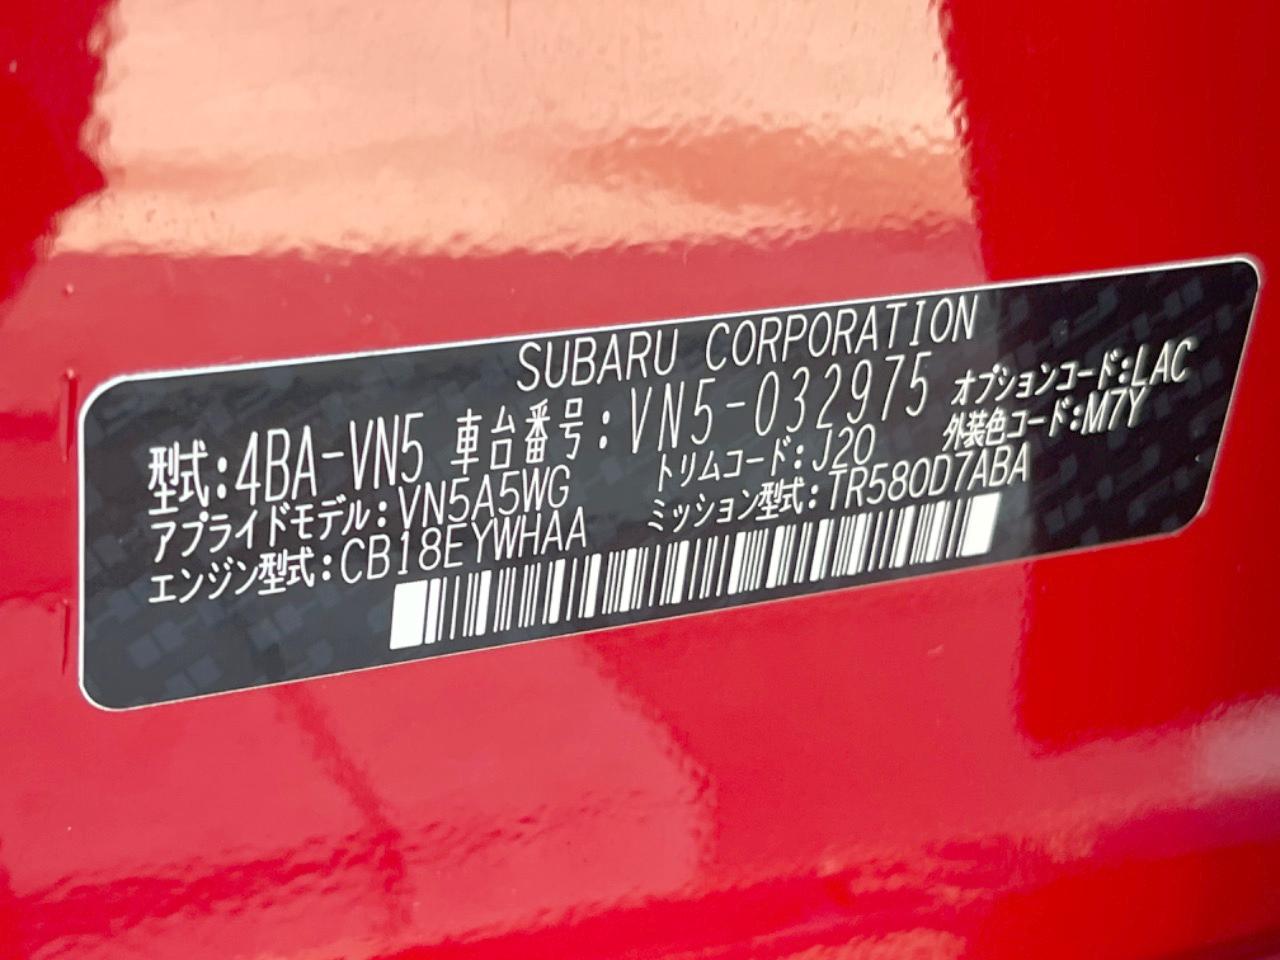 SUBARU CORPORATION
型式:4BA-VN5 車台番号:VN5-032975 オプションコード:LAC
アプライドモデル:VN5A5WG トリムコード:J20 外装色コード:M7Y
エンジン型式:CB18EYWHAA ミッション型式:TR580D7ABA